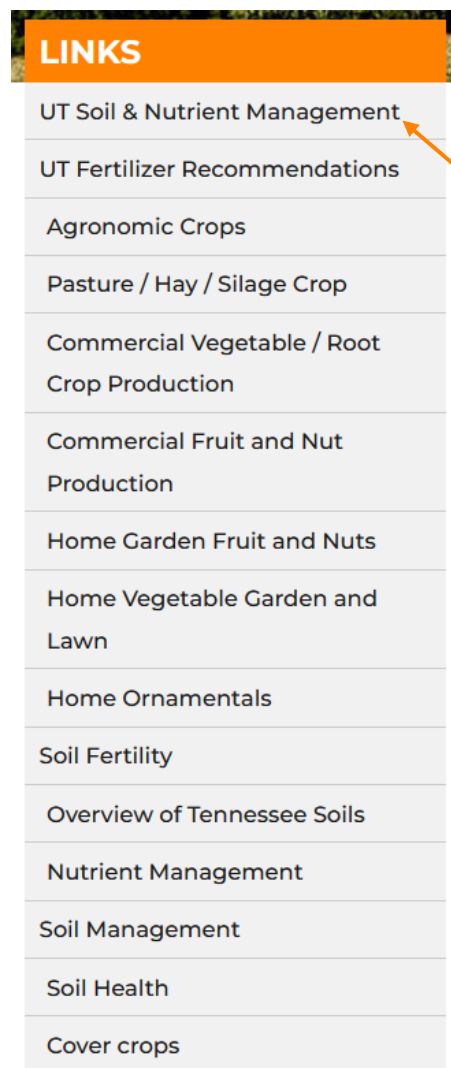 LINKS
UT Soil & Nutrient Management
UT Fertilizer Recommendations
Agronomic Crops
Pasture / Hay / Silage Crop
Commercial Vegetable / Root
Crop Production
Commercial Fruit and Nut
Production
Home Garden Fruit and Nuts
Home Vegetable Garden and
Lawn
Home Ornamentals
Soil Fertility
Overview of Tennessee Soils
Nutrient Management
Soil Management
Soil Health
Cover crops